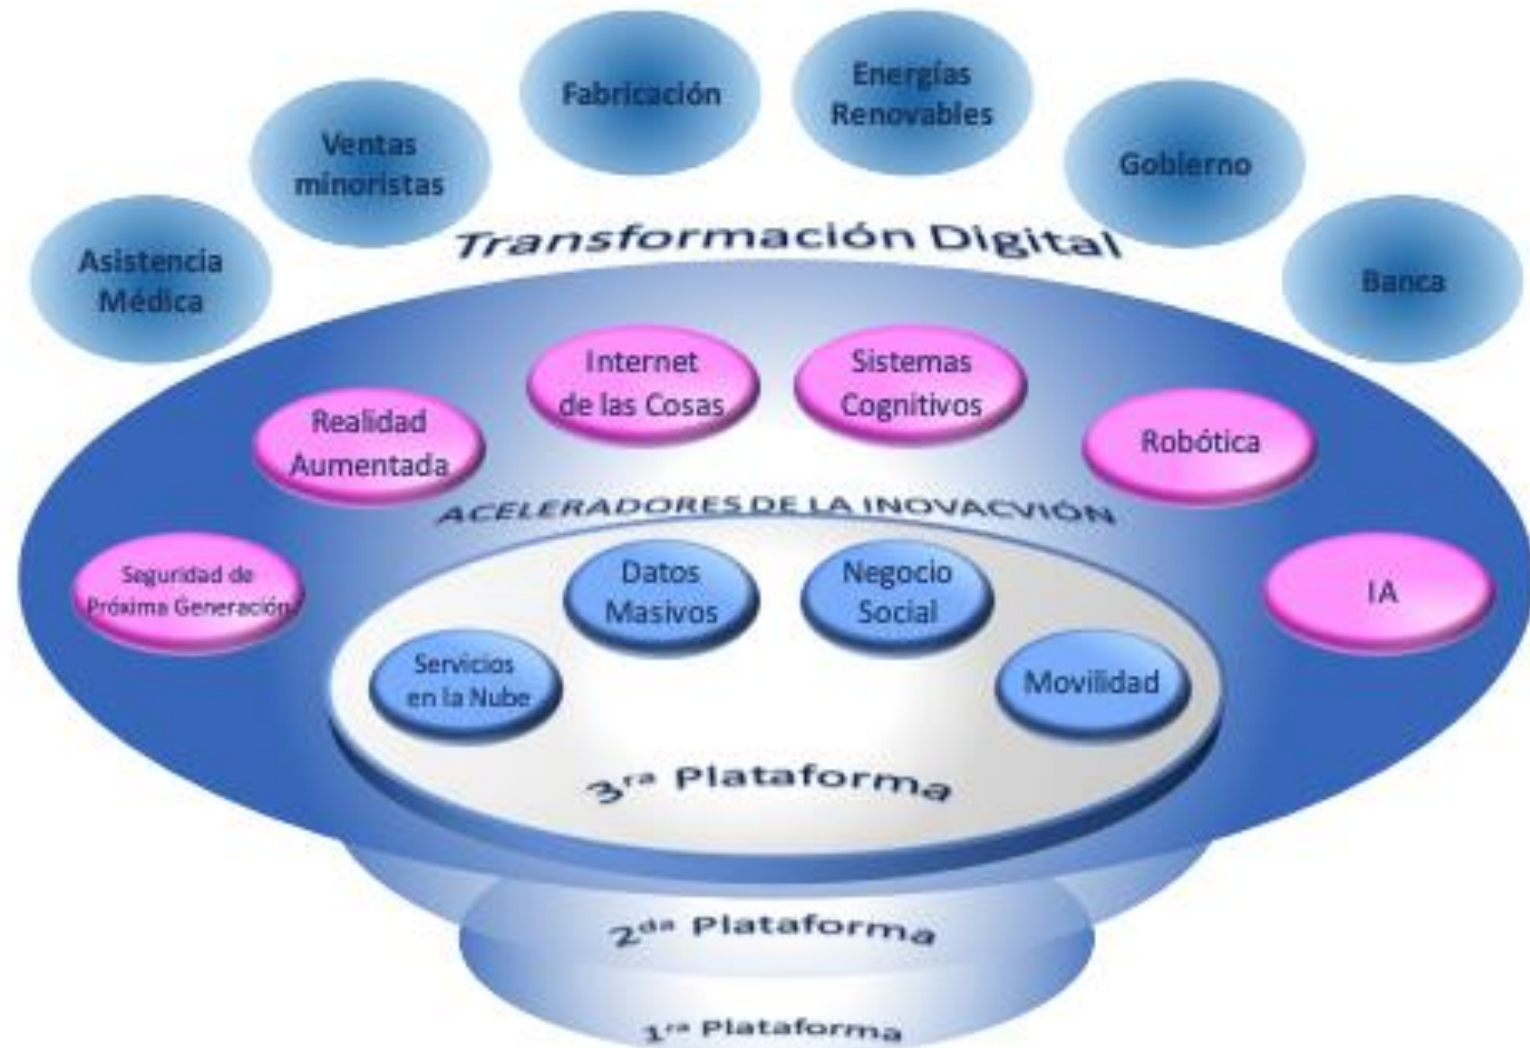 Fabricación
Energías
Renovables
Ventas
minoristas
Gobierno
Asistencia
Médica
Banca
Transformación Digital
Internet
de las Cosas
Sistemas
Cognitivos
Realidad
Aumentada
Robótica
ACELERADORES DE LA INOVACVIÓN
Seguridad de
Próxima Generación
IA
Datos
Masivos
Negocio
Social
Servicios
en la Nube
Movilidad
3ra Plataforma
2da Plataforma
1ra Plataforma